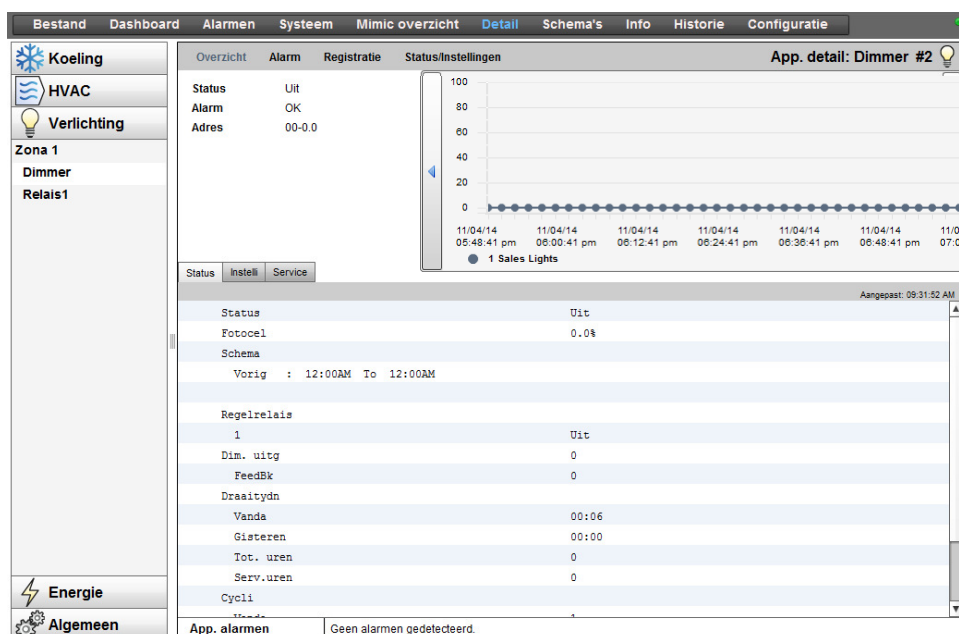 Bestand Dashboard Alarmen Systeem Mimic overzicht Detail Schema's Info Historie Configuratie
Koeling
HVAC
Verlichting
Zona 1
Dimmer
Relais1
Energie
Algemeen
Overzicht Alarm Registratie Status/Instellingen App. detail: Dimmer #2
Status Uit
Alarm OK
Adres 00-0.0
100
80
60
40
20
0
11/04/14 11/04/14 11/04/14 11/04/14 11/04/14 11/04/14 11/0
05:48:41 pm 06:00:41 pm 06:12:41 pm 06:24:41 pm 06:36:41 pm 06:48:41 pm 07:0
1 Sales Lights
Status Instelli Service
Aangepast: 09:31:52 AM
Status Uit
Fotocel 0.0%
Schema
Vorig : 12:00AM To 12:00AM
Regelrelais
1 Uit
Dim. uitg 0
FeedBk 0
Draaitydn
Vanda 00:06
Gisteren 00:00
Tot. uren 0
Serv.uren 0
Cycli
App. alarmen Geen alarmen gedetecteerd.